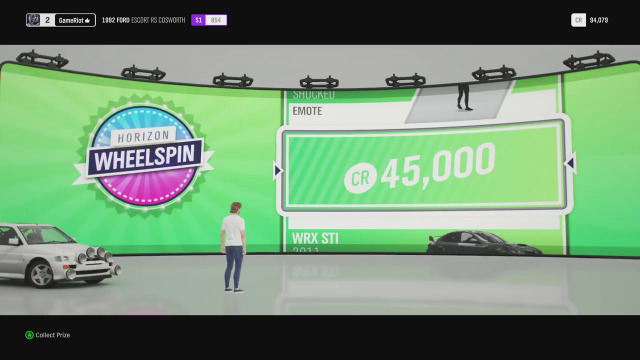 2 GameRiot 1992 FORD ESCORT RS COSWORTH S1 854 CR 94,079
SHOCKED
EMOTE
HORIZON
WHEELSPIN
CR 45,000
WRX STI
2011
A Collect Prize